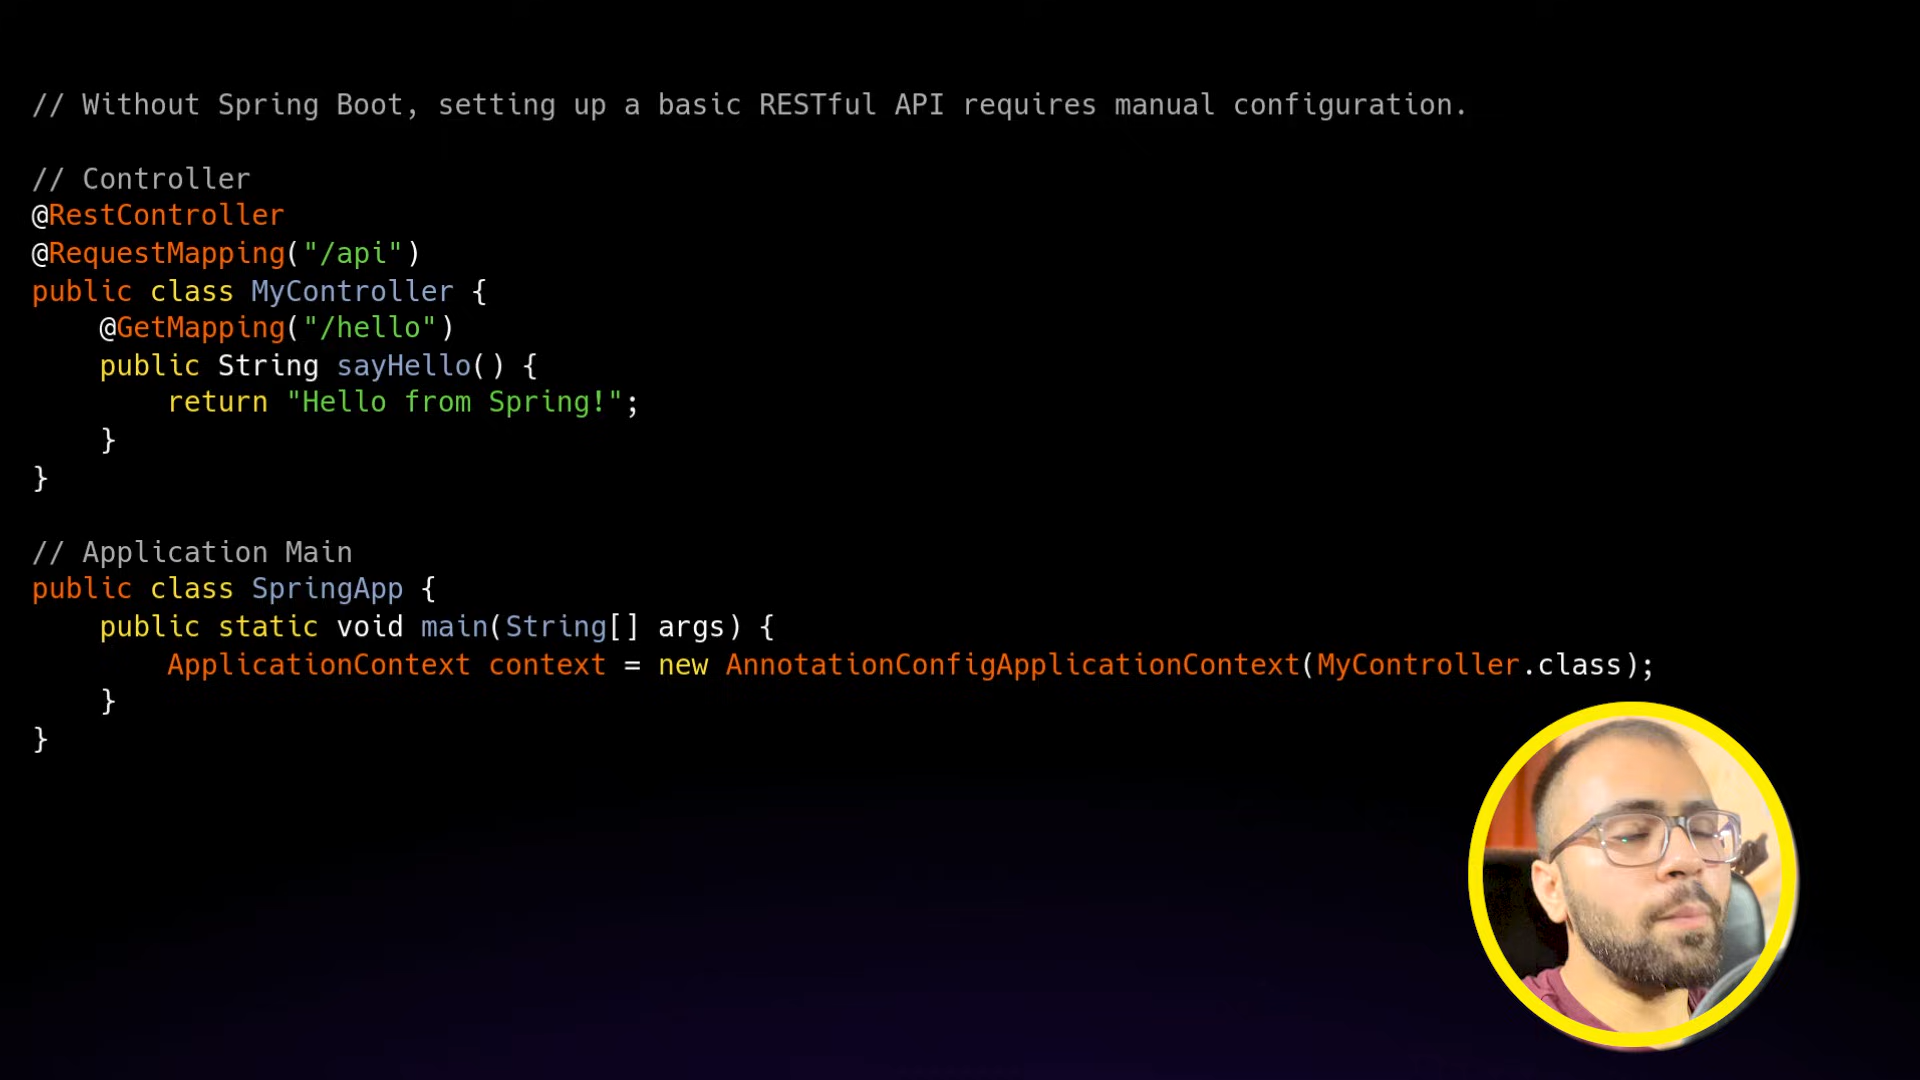 // Without Spring Boot, setting up a basic RESTful API requires manual configuration.
// Controller
@RestController
@RequestMapping("/api")
public class MyController {
    @GetMapping("/hello")
    public String sayHello() {
        return "Hello from Spring!";
    }
}
// Application Main
public class SpringApp {
    public static void main(String[] args) {
        ApplicationContext context = new AnnotationConfigApplicationContext(MyController.class);
    }
}